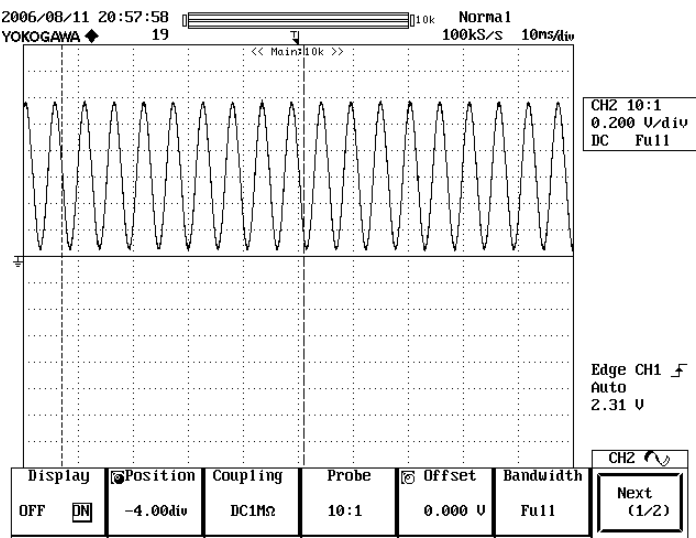 2006/08/11 20:57:58 10k Normal
YOKOGAWA ◆ 19 T 100kS/s 10ms/div
<< Main:10k >>
CH2 10:1
0.200 V/div
DC Full
Edge CH1
Auto
2.31 V
CH2
Display Position Coupling Probe Offset Bandwidth
OFF ON -4.00div DC1MΩ 10:1 0.000 V Full
Next
(1/2)